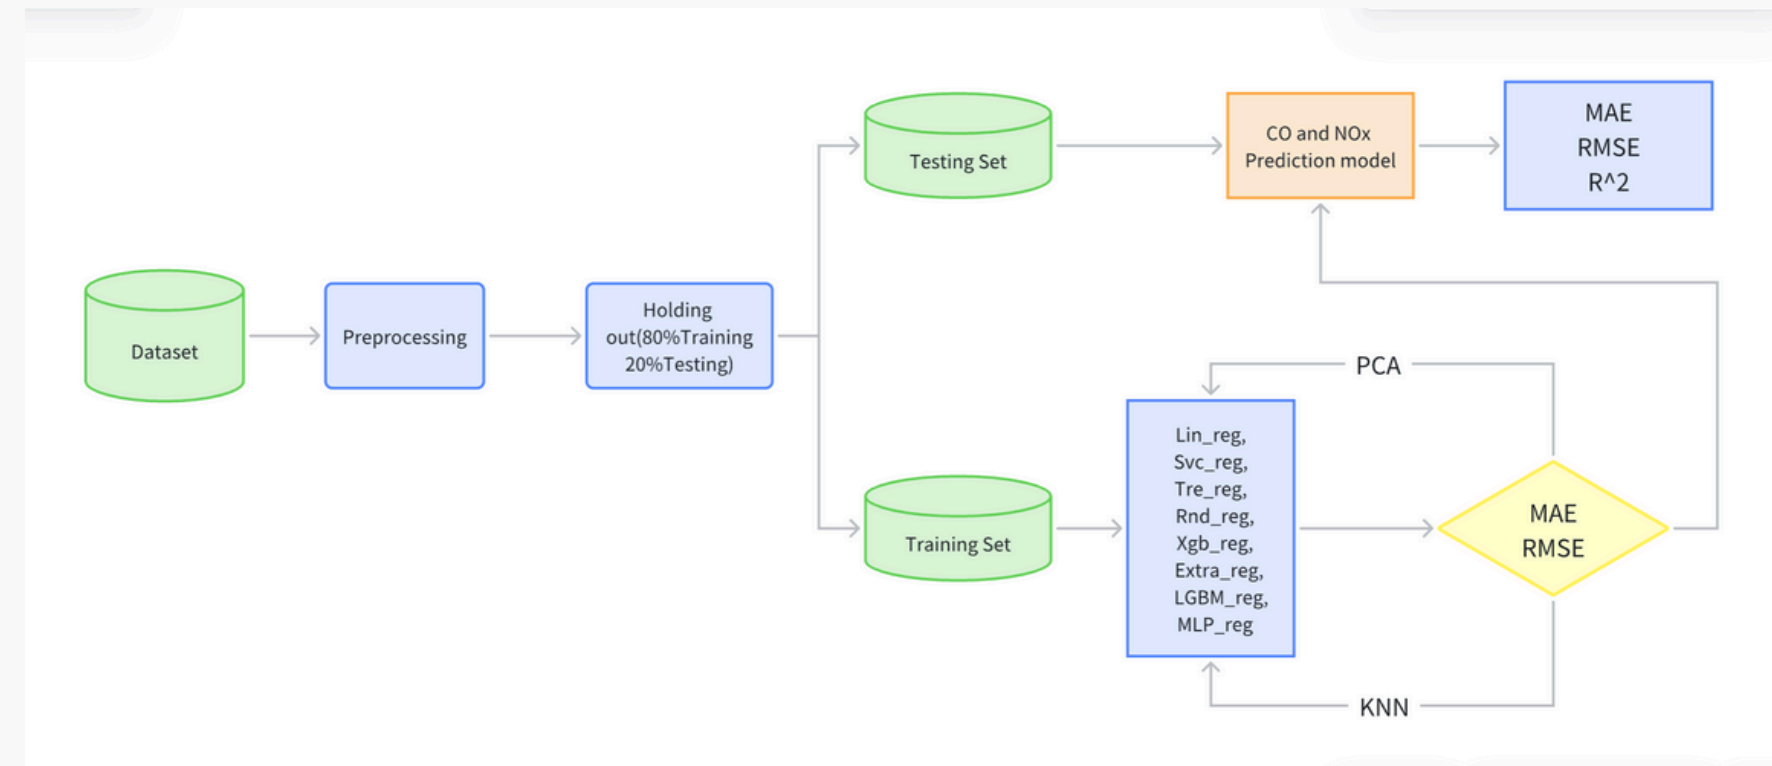 Dataset
Preprocessing
Holding
out(80%Training
20%Testing)
Testing Set
CO and NOx
Prediction model
MAE
RMSE
R^2
Training Set
Lin_reg,
Svc_reg,
Tre_reg,
Rnd_reg,
Xgb_reg,
Extra_reg,
LGBM_reg,
MLP_reg
PCA
MAE
RMSE
KNN